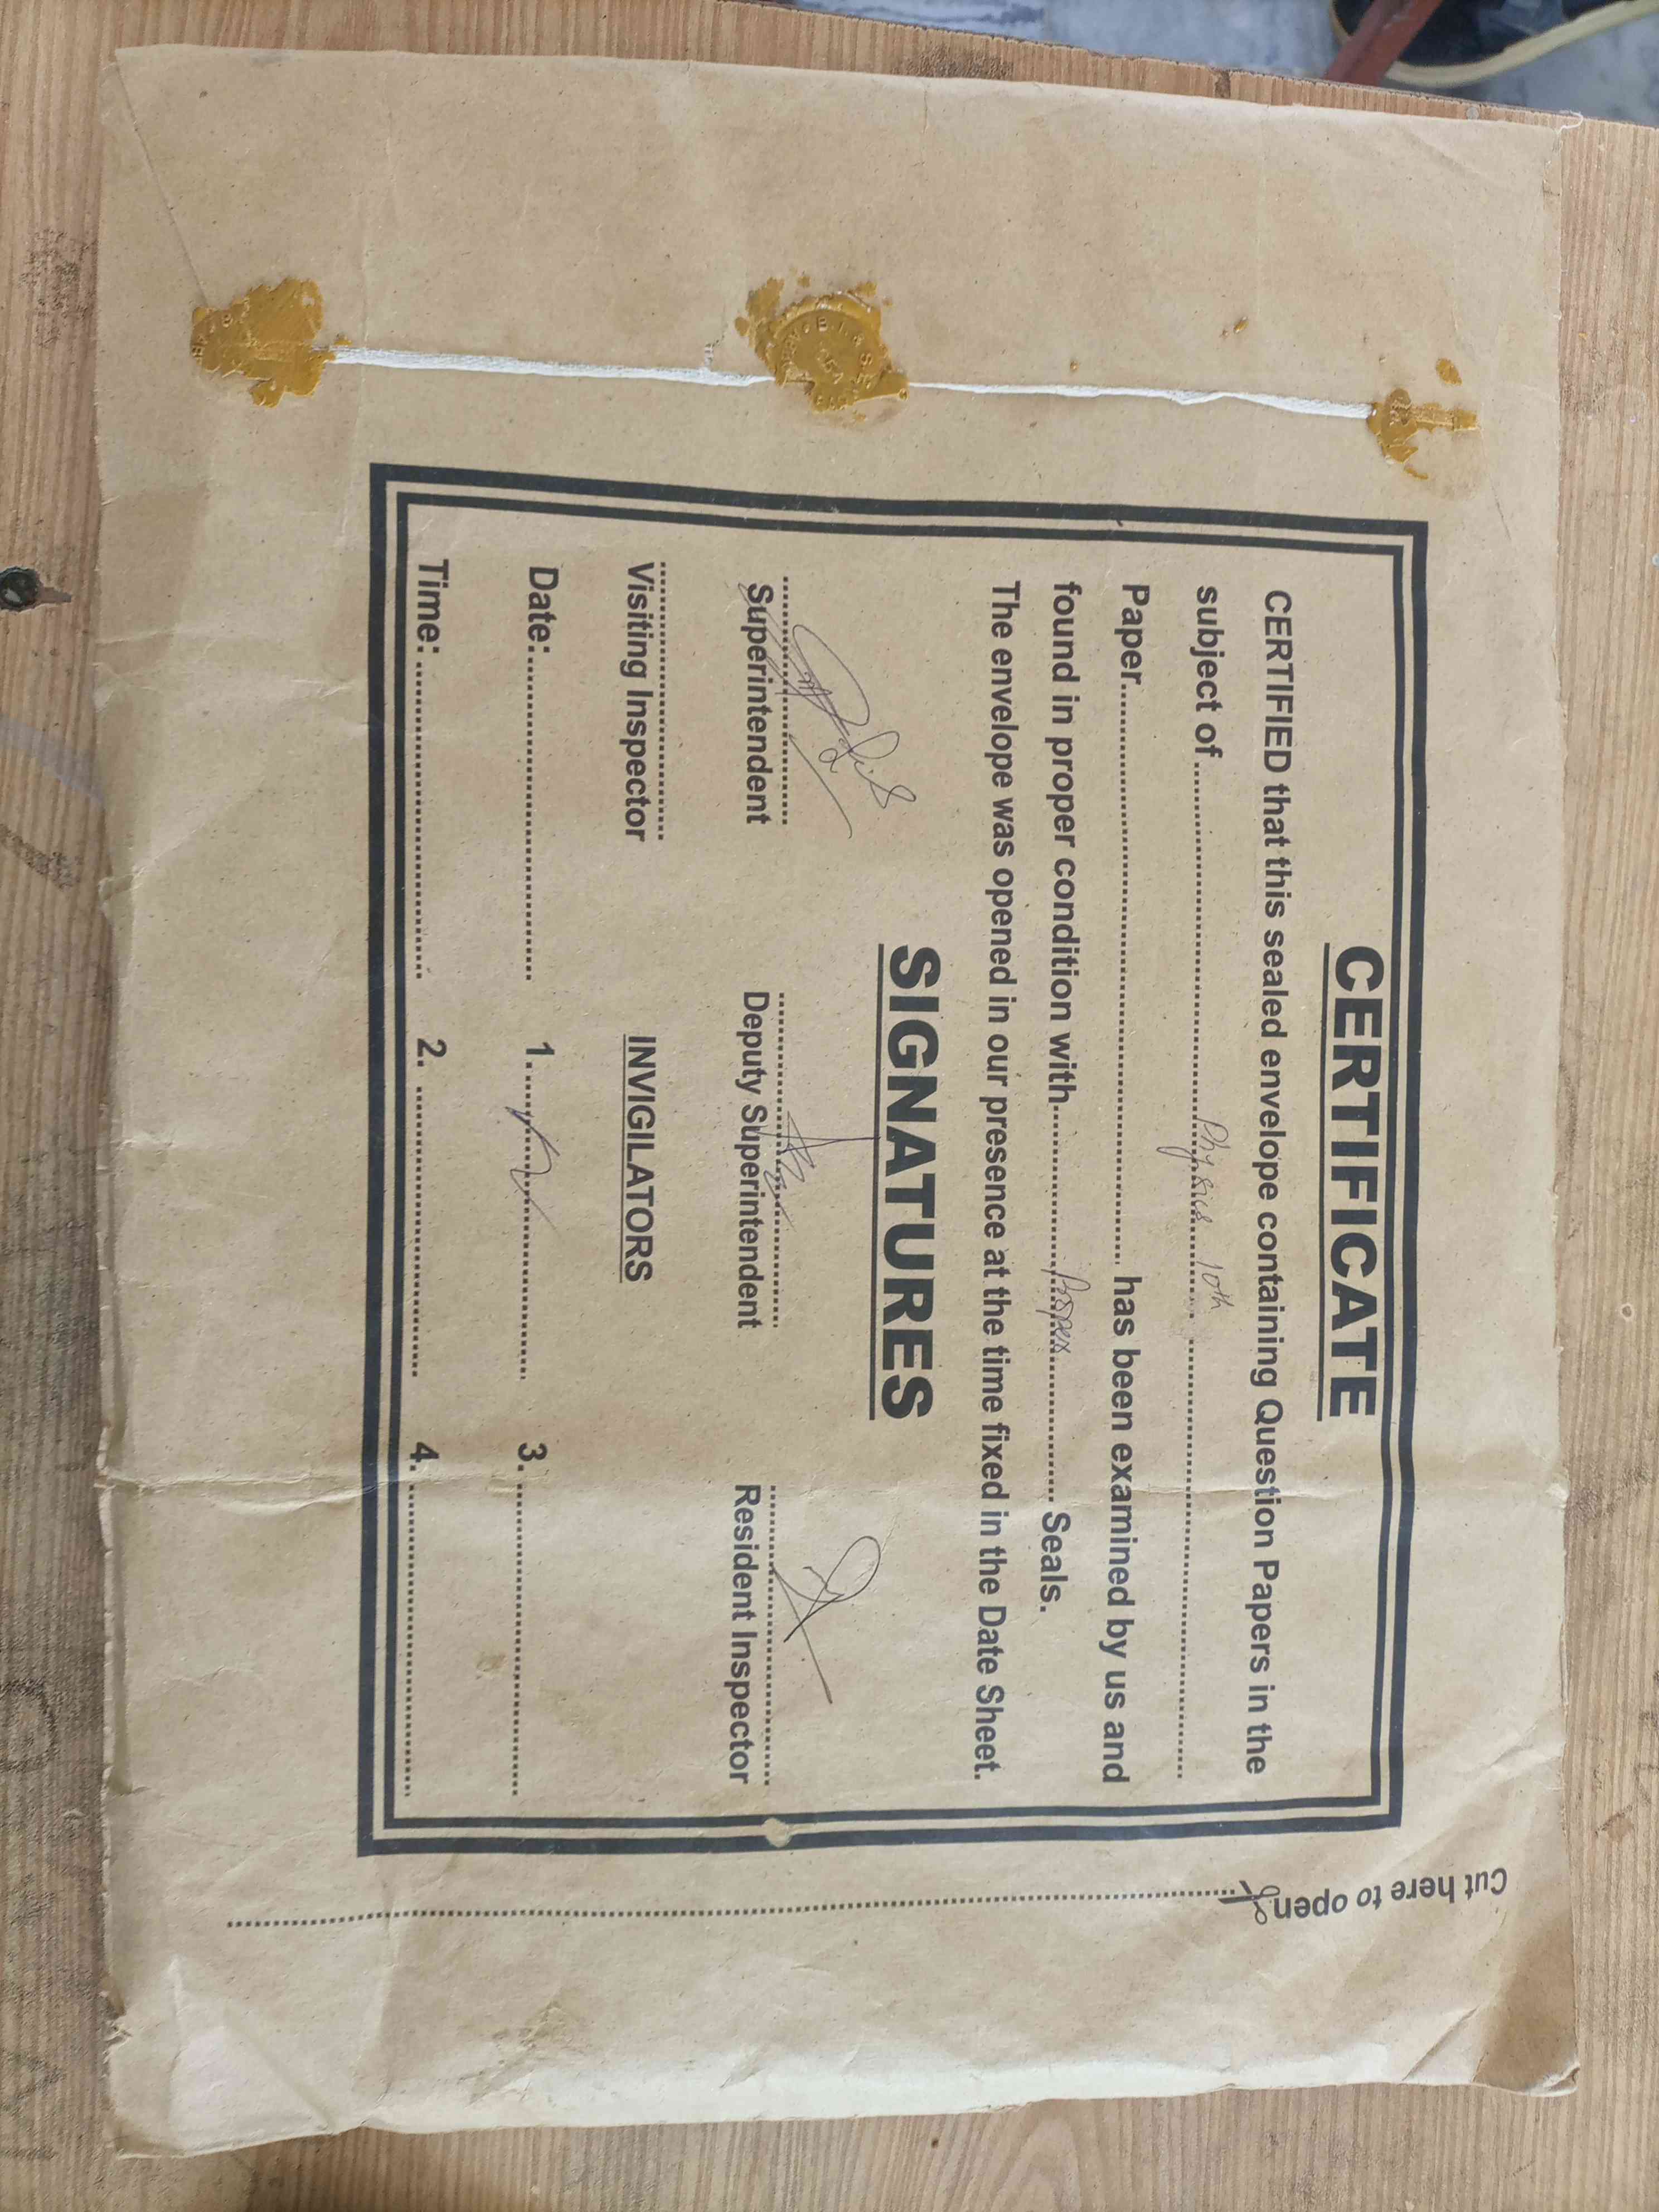 CERTIFICATE
CERTIFIED that this sealed envelope containing Question Papers in the
subject of.......... Physics 10th ..........
Paper.................... has been examined by us and
found in proper condition with.......... Proper .......... Seals.
The envelope was opened in our presence at the time fixed in the Date Sheet.
SIGNATURES
Superintendent Deputy Superintendent Resident Inspector
Visiting Inspector INVIGILATORS
Date:.................... 1.................... 3.....................
Time: .................... 2. .................... 4. ....................
Cut here to open